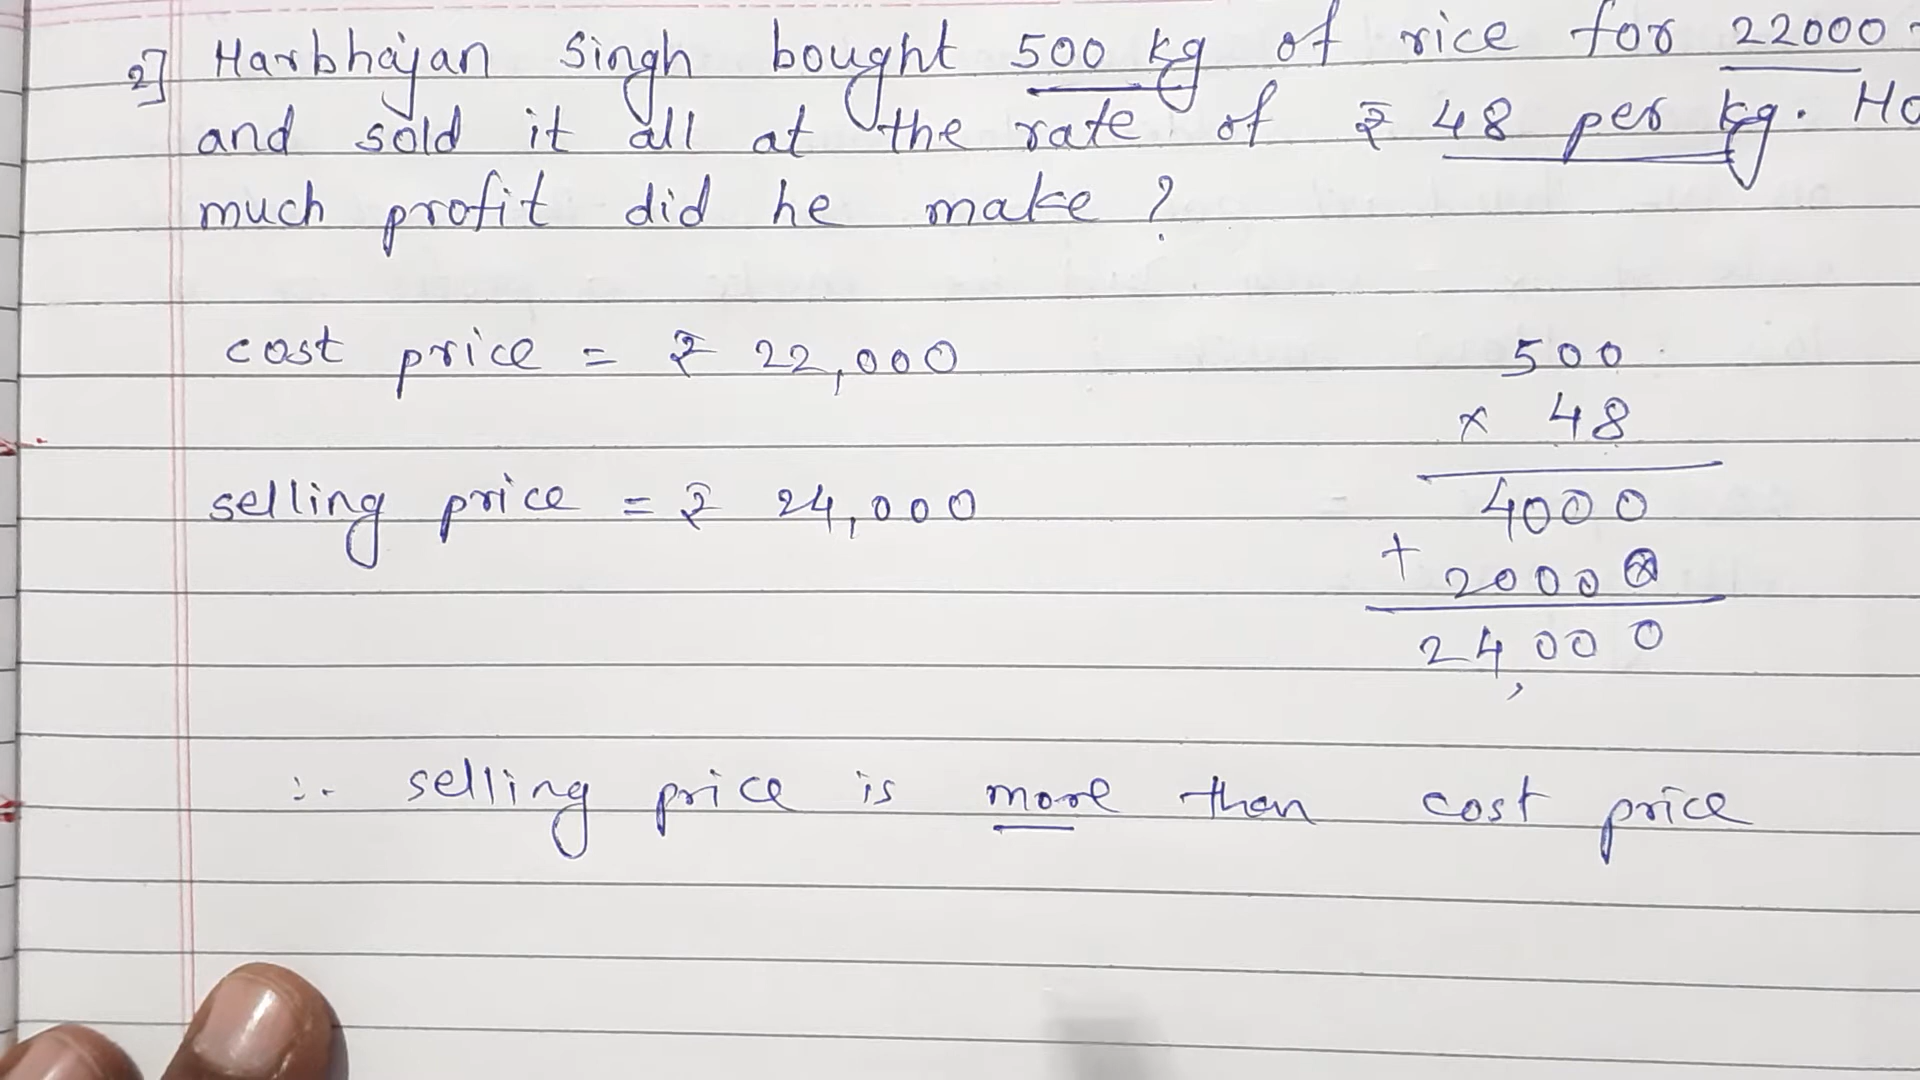 2] Harbhajan Singh bought 500 kg of rice for 22000
and sold it all at the rate of ₹ 48 per kg.
much profit did he make ?
cost price = ₹ 22,000
500
× 48
selling price = ₹ 24,000
4000
+ 2000
24,000
∴ selling price is more than cost price